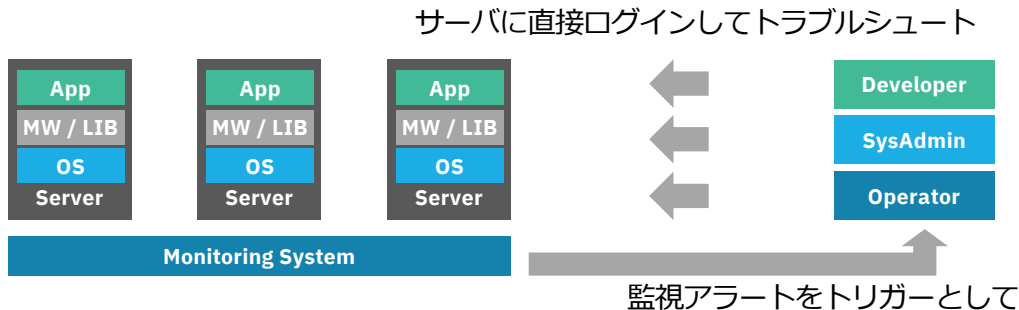 サーバに直接ログインしてトラブルシュート
App
App
App
Developer
MW / LIB
MW / LIB
MW / LIB
SysAdmin
OS
OS
OS
Operator
Server
Server
Server
Monitoring System
監視アラートをトリガーとして